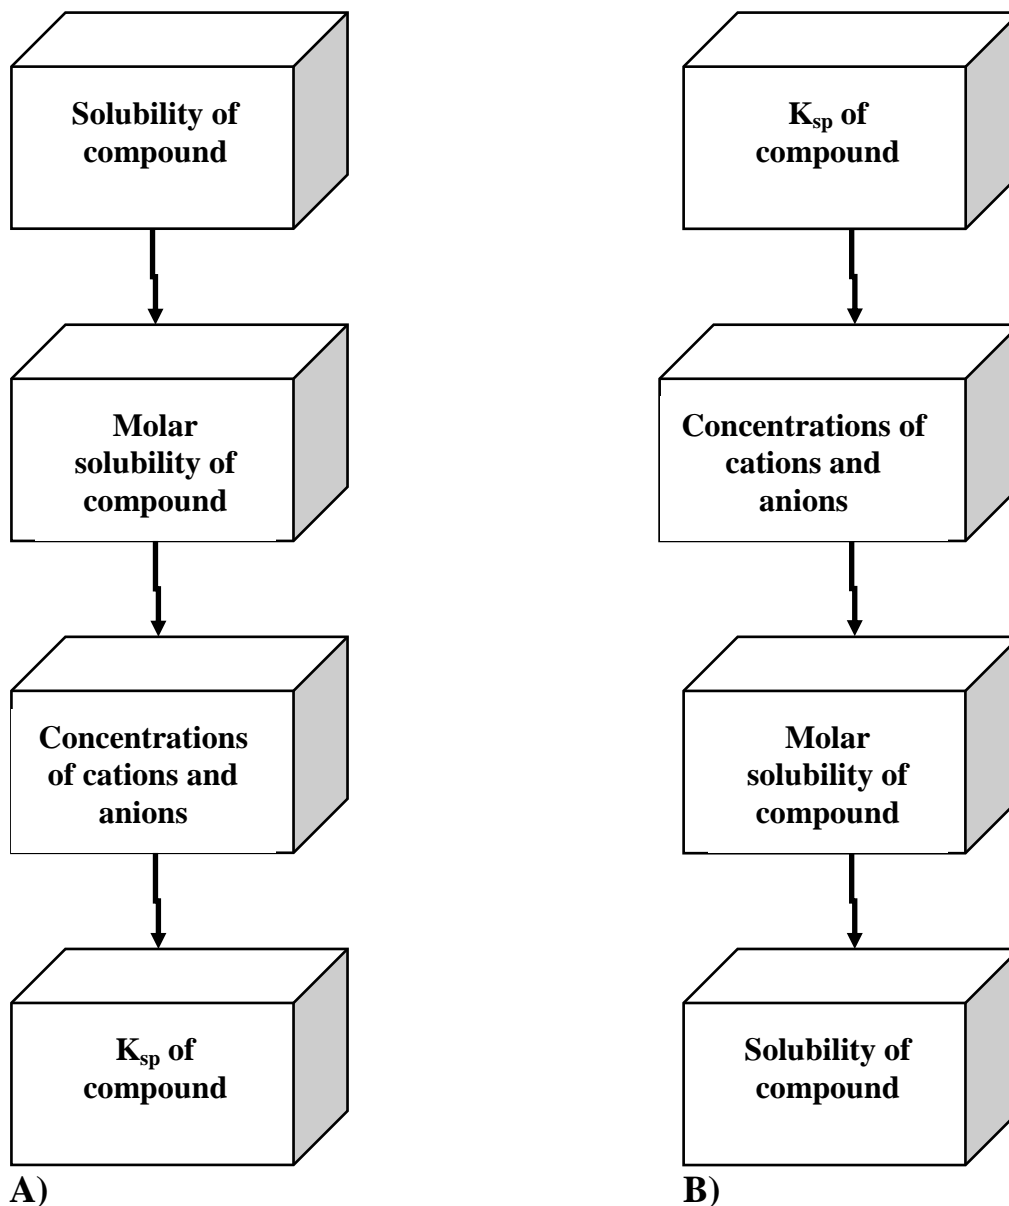 Solubility of
compound
Molar
solubility of
compound
Concentrations
of cations and
anions
Ksp of
compound
A)
Ksp of
compound
Concentrations of
cations and
anions
Molar
solubility of
compound
Solubility of
compound
B)